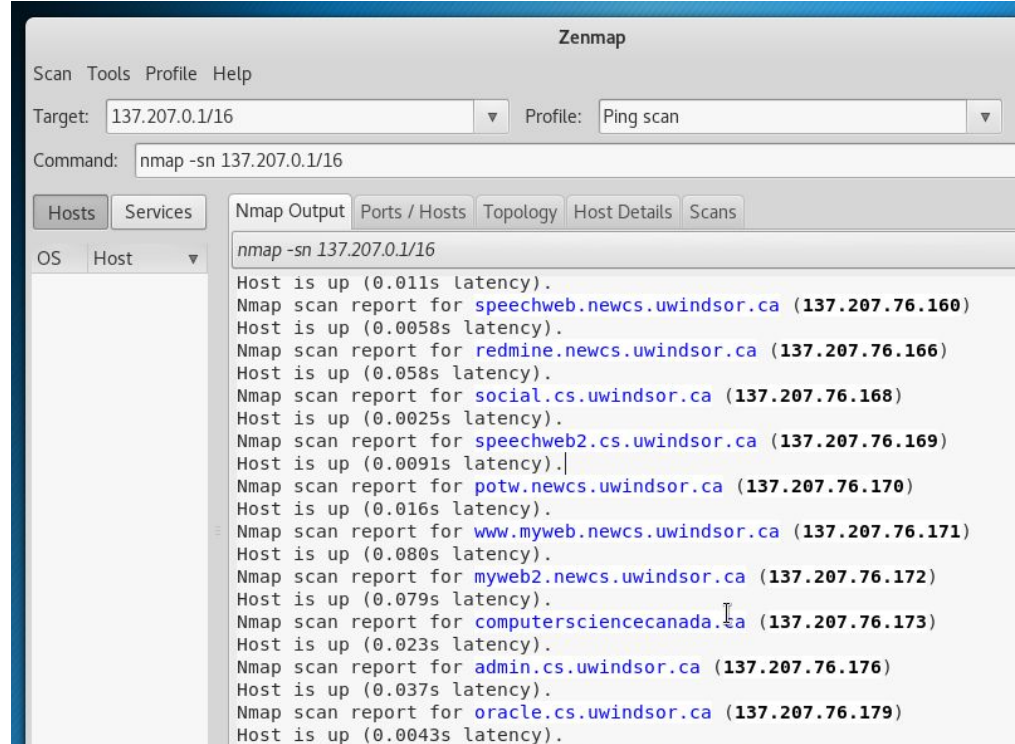 Zenmap
Scan Tools Profile Help
Target: 137.207.0.1/16 Profile: Ping scan
Command: nmap -sn 137.207.0.1/16
Hosts Services Nmap Output Ports / Hosts Topology Host Details Scans
OS Host nmap -sn 137.207.0.1/16
Host is up (0.011s latency).
Nmap scan report for speechweb.newcs.uwindsor.ca (137.207.76.160)
Host is up (0.0058s latency).
Nmap scan report for redmine.newcs.uwindsor.ca (137.207.76.166)
Host is up (0.058s latency).
Nmap scan report for social.cs.uwindsor.ca (137.207.76.168)
Host is up (0.0025s latency).
Nmap scan report for speechweb2.cs.uwindsor.ca (137.207.76.169)
Host is up (0.0091s latency).
Nmap scan report for potw.newcs.uwindsor.ca (137.207.76.170)
Host is up (0.016s latency).
Nmap scan report for www.myweb.newcs.uwindsor.ca (137.207.76.171)
Host is up (0.080s latency).
Nmap scan report for myweb2.newcs.uwindsor.ca (137.207.76.172)
Host is up (0.079s latency).
Nmap scan report for computersciencecanada.ca (137.207.76.173)
Host is up (0.023s latency).
Nmap scan report for admin.cs.uwindsor.ca (137.207.76.176)
Host is up (0.037s latency).
Nmap scan report for oracle.cs.uwindsor.ca (137.207.76.179)
Host is up (0.0043s latency).